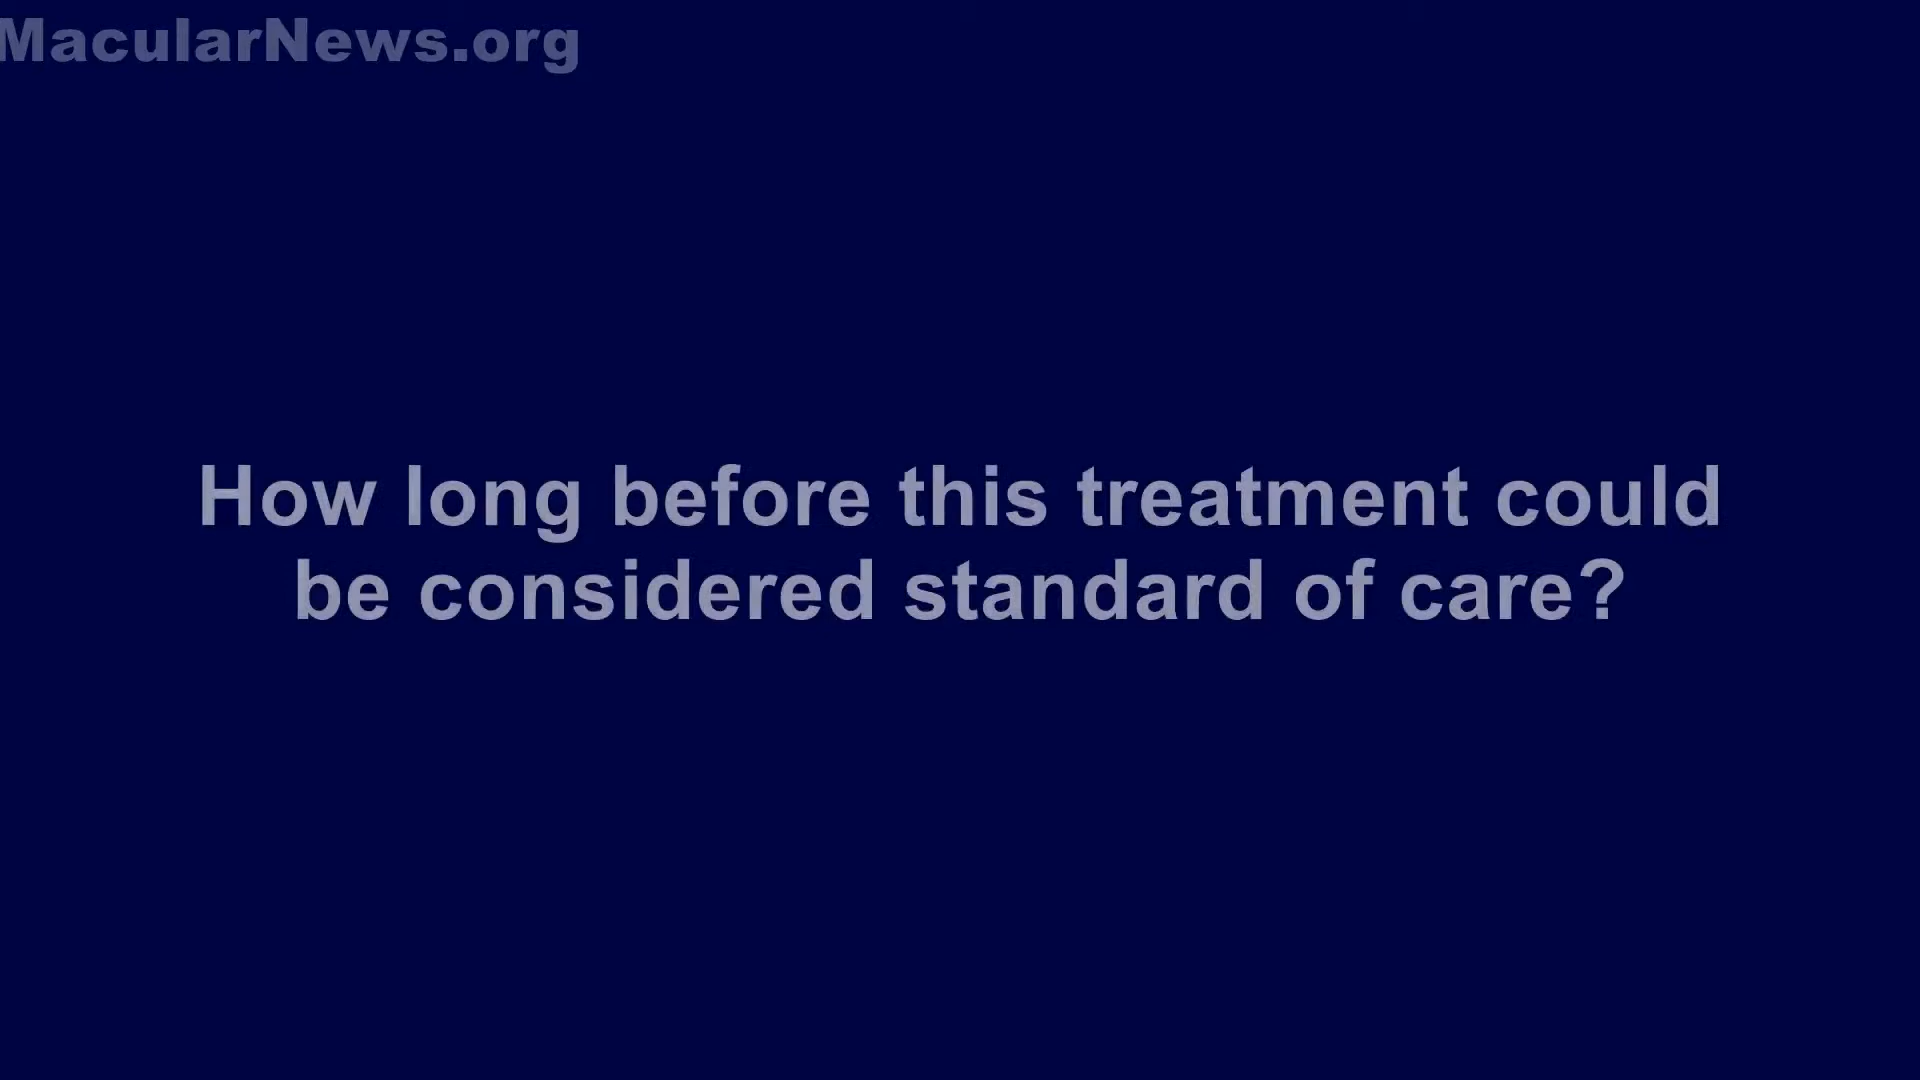 MacularNews.org
How long before this treatment could
be considered standard of care?